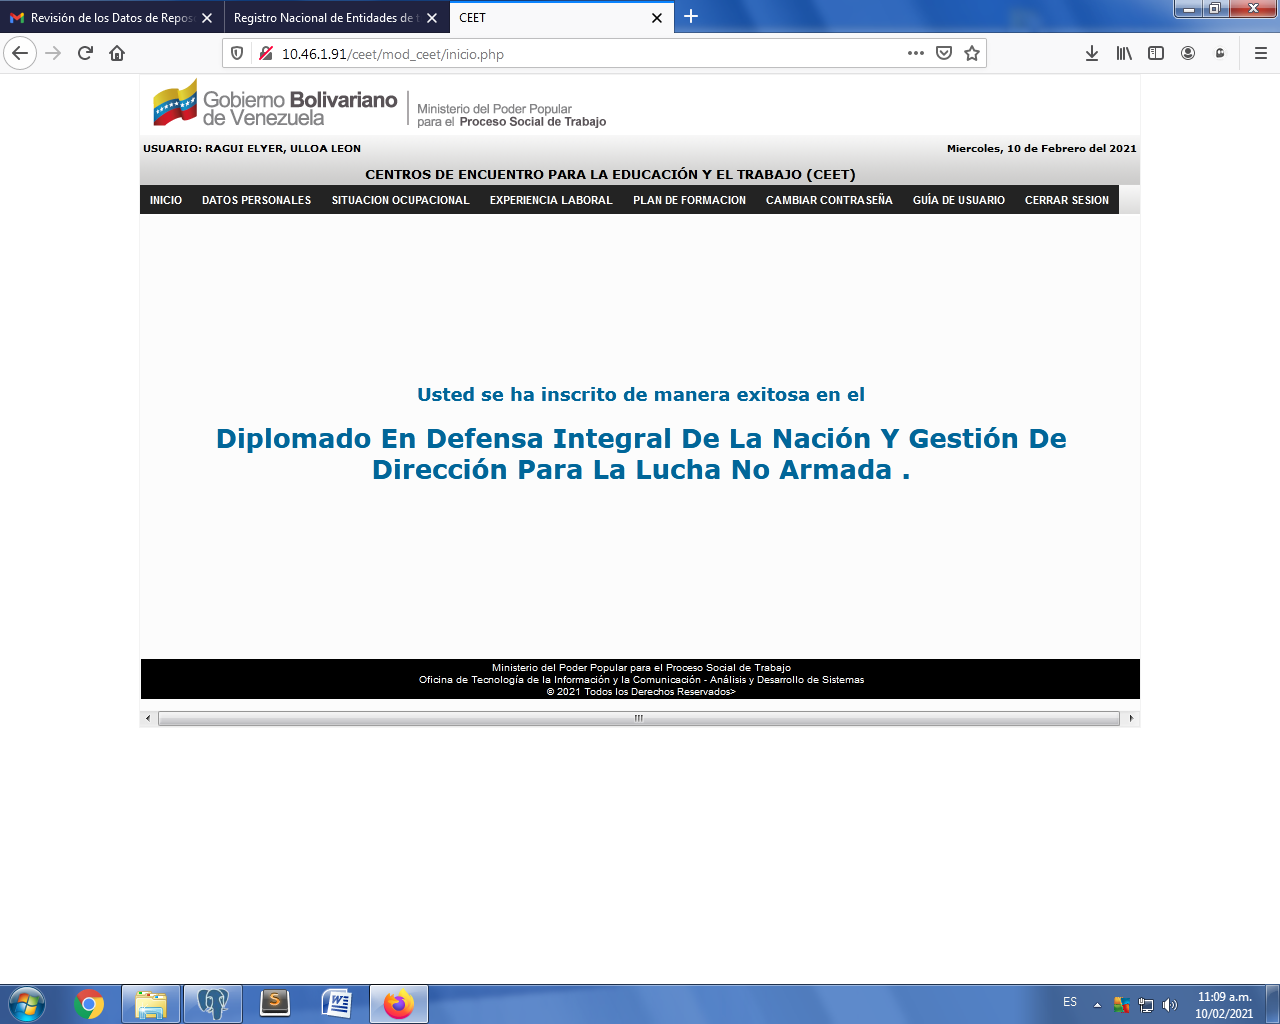 Revisión de los Datos de Repos
Registro Nacional de Entidades de t
CEET
10.46.1.91/ceet/mod_ceet/inicio.php
Gobierno Bolivariano
de Venezuela
Ministerio del Poder Popular
para el Proceso Social de Trabajo
USUARIO: RAGUI ELYER, ULLOA LEON
Miercoles, 10 de Febrero del 2021
CENTROS DE ENCUENTRO PARA LA EDUCACIÓN Y EL TRABAJO (CEET)
INICIO DATOS PERSONALES SITUACION OCUPACIONAL EXPERIENCIA LABORAL PLAN DE FORMACION CAMBIAR CONTRASEÑA GUÍA DE USUARIO CERRAR SESION
Usted se ha inscrito de manera exitosa en el
Diplomado En Defensa Integral De La Nación Y Gestión De
Dirección Para La Lucha No Armada .
Ministerio del Poder Popular para el Proceso Social de Trabajo
Oficina de Tecnología de la Información y la Comunicación - Análisis y Desarrollo de Sistemas
© 2021 Todos los Derechos Reservados>
ES
11:09 a.m.
10/02/2021